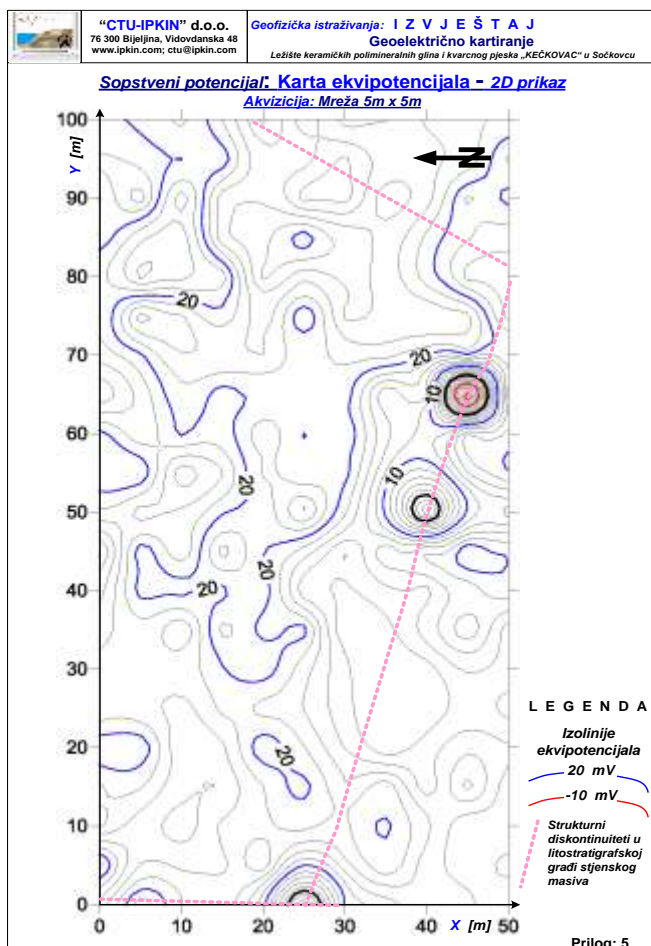 “CTU-IPKIN” d.o.o.
76 300 Bijeljina, Vidovdanska 48
www.ipkin.com; ctu@ipkin.com
Geofizička istraživanja: I Z V J E Š T A J
Geoelektrično kartiranje
Ležište keramičkih polimineralnih glina i kvarcnog pjeska „KEČKOVAC“ u Sočkovcu
Sopstveni potencijal: Karta ekvipotencijala - 2D prikaz
Akvizicija: Mreža 5m x 5m
100
Y [m]
N
90
80
20
70
20
10
60
20
10
50
20
20
40
30
20
20
10
0
0
10
20
30
40
50
X [m]
L E G E N D A
Izolinije
ekvipotencijala
20 mV
-10 mV
Strukturni
diskontinuiteti u
litostratigrafskoj
građi stjenskog
masiva
Prilog: 5